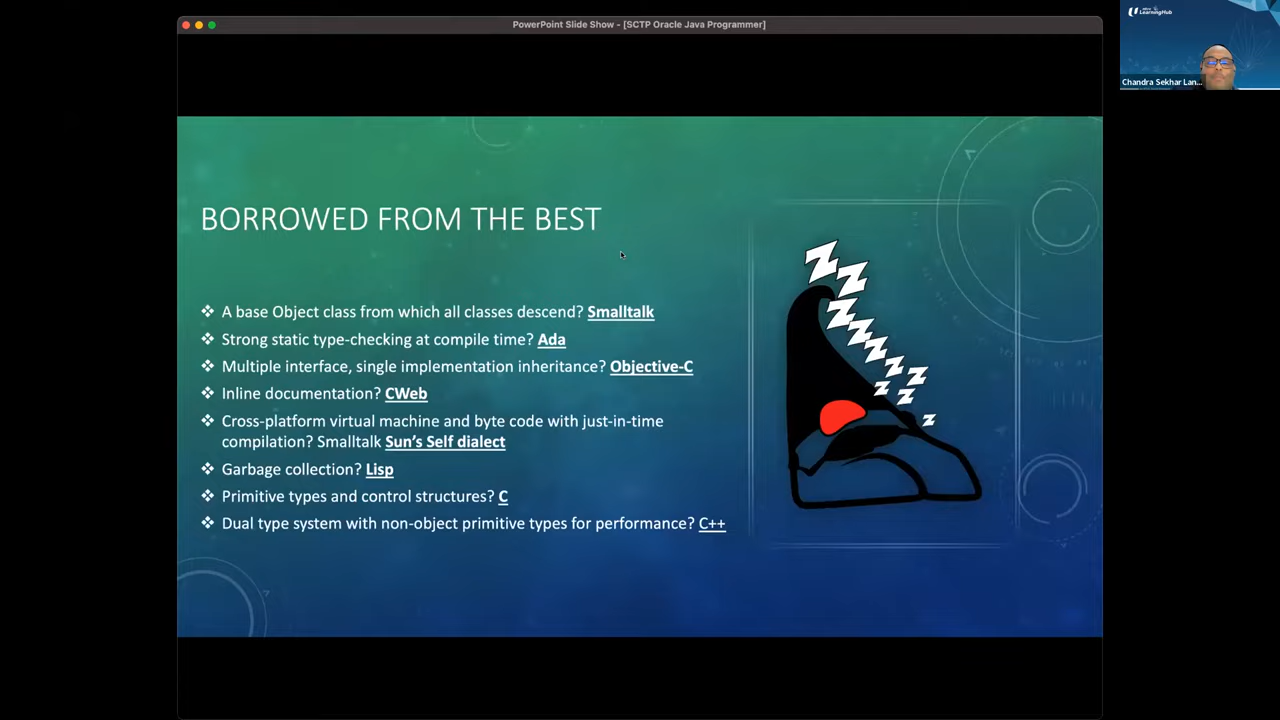 PowerPoint Slide Show - [SCTP Oracle Java Programmer]
LearningHub
Chandra Sekhar Lan...
BORROWED FROM THE BEST
❖ A base Object class from which all classes descend? Smalltalk
❖ Strong static type-checking at compile time? Ada
❖ Multiple interface, single implementation inheritance? Objective-C
❖ Inline documentation? CWeb
❖ Cross-platform virtual machine and byte code with just-in-time
compilation? Smalltalk Sun's Self dialect
❖ Garbage collection? Lisp
❖ Primitive types and control structures? C
❖ Dual type system with non-object primitive types for performance? C++
Z
Z
Z
Z
Z
Z
Z
Z
Z
Z